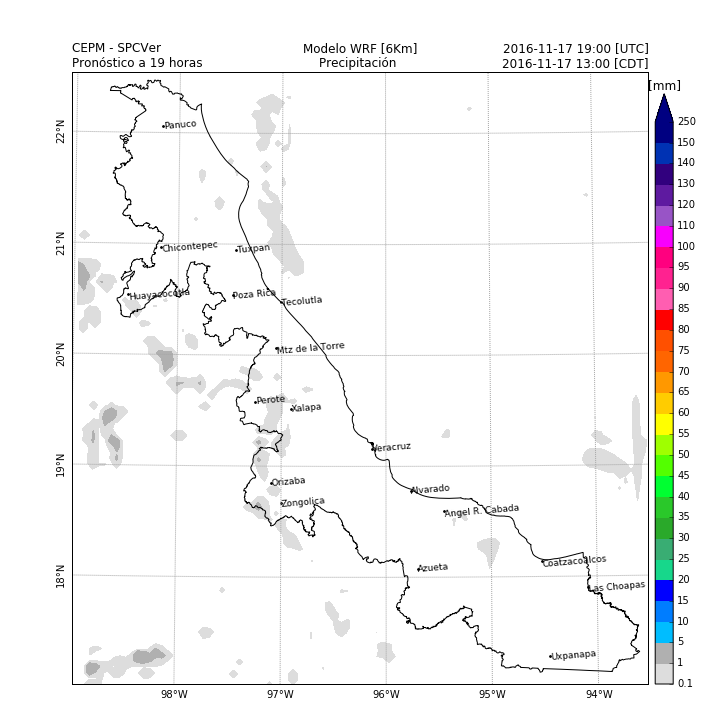 CEPM - SPCVer Modelo WRF [6Km] 2016-11-17 19:00 [UTC]
Pronóstico a 19 horas Precipitación 2016-11-17 13:00 [CDT]
[mm]
250
150
140
130
120
110
100
95
90
85
80
75
70
65
60
55
50
45
40
35
30
25
20
15
10
5
1
0.1
22°N
21°N
20°N
19°N
18°N
Panuco
Chicontepec
Tuxpan
Huayacocotla
Poza Rica
Tecolutla
Mtz de la Torre
Perote
Xalapa
Veracruz
Orizaba
Alvarado
Zongolica
Angel R. Cabada
Coatzacoalcos
Azueta
Las Choapas
Uxpanapa
98°W 97°W 96°W 95°W 94°W